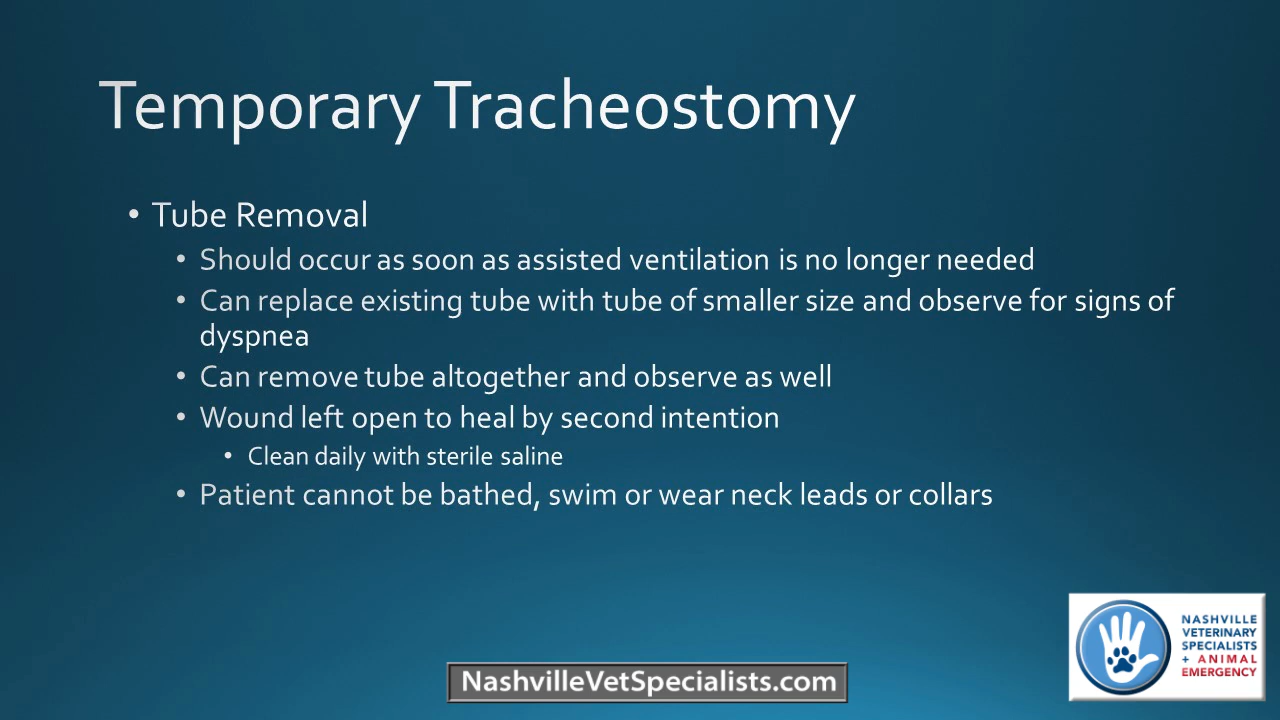 Temporary Tracheostomy
• Tube Removal
• Should occur as soon as assisted ventilation is no longer needed
• Can replace existing tube with tube of smaller size and observe for signs of
dyspnea
• Can remove tube altogether and observe as well
• Wound left open to heal by second intention
• Clean daily with sterile saline
• Patient cannot be bathed, swim or wear neck leads or collars
NASHVILLE
VETERINARY
SPECIALISTS
+ ANIMAL
EMERGENCY
NashvilleVetSpecialists.com